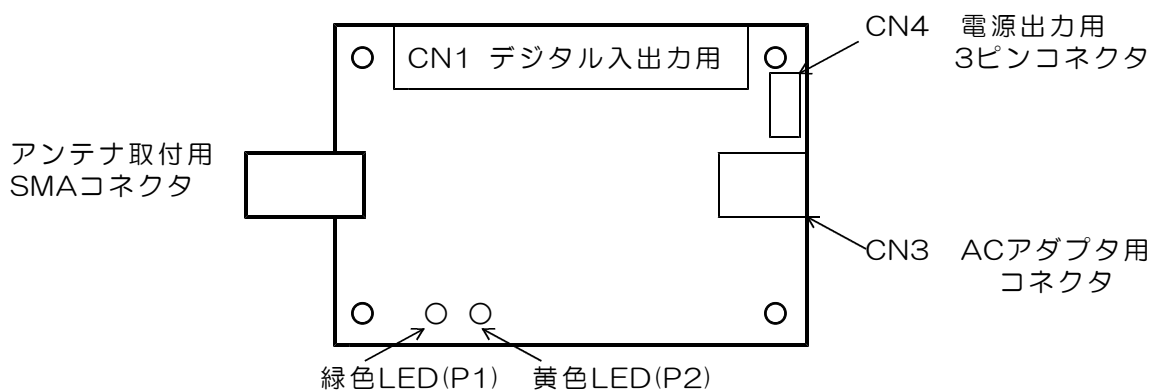 CN4 電源出力用
3ピンコネクタ
CN1 デジタル入出力用
アンテナ取付用
SMAコネクタ
CN3 ACアダプタ用
コネクタ
緑色LED(P1) 黄色LED(P2)